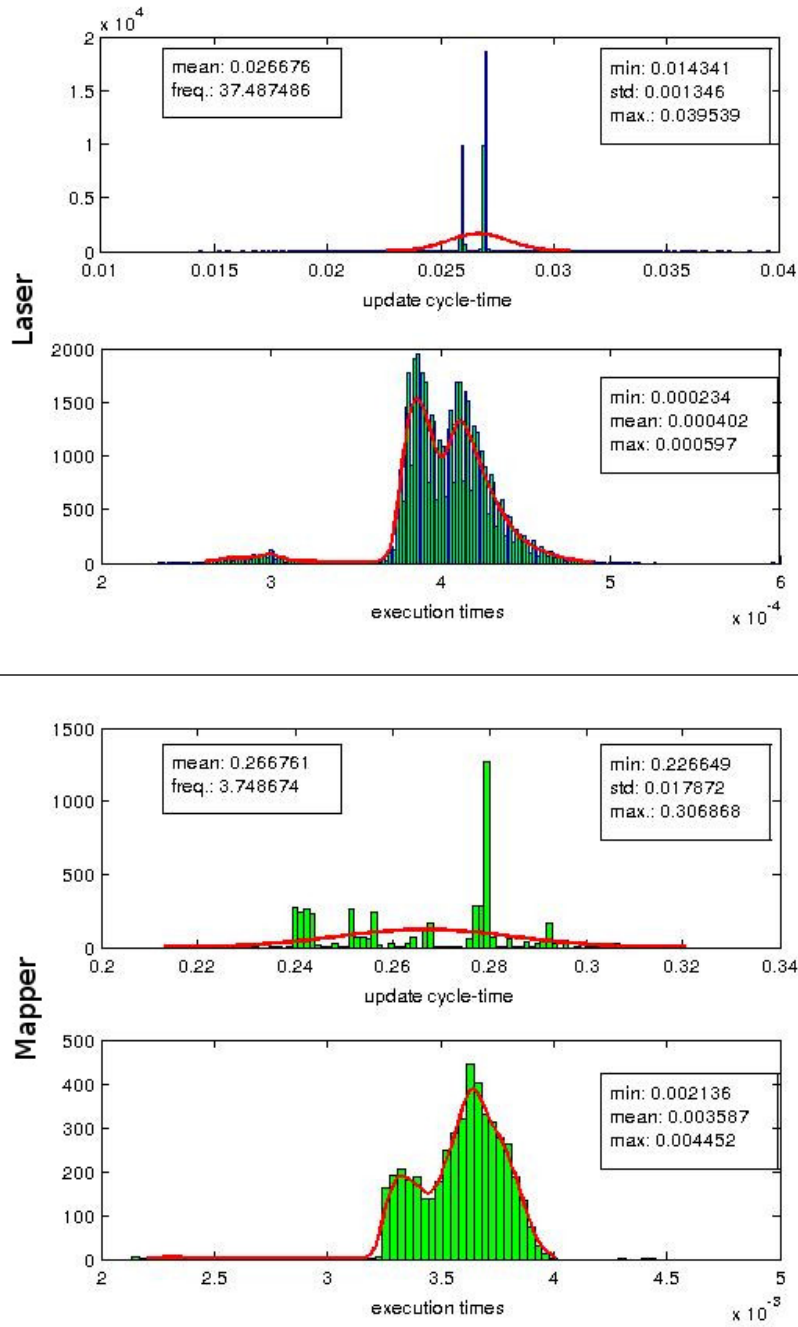 Laser
x 10^4
mean: 0.026676
freq.: 37.487486
min: 0.014341
std: 0.001346
max.: 0.039539
2
1.5
1
0.5
0
0.01 0.015 0.02 0.025 0.03 0.035 0.04
update cycle-time
min: 0.000234
mean: 0.000402
max: 0.000597
2000
1500
1000
500
0
2 3 4 5 6
execution times
x 10^-4
Mapper
mean: 0.266761
freq.: 3.748674
min: 0.226649
std: 0.017872
max.: 0.306868
1500
1000
500
0
0.2 0.22 0.24 0.26 0.28 0.3 0.32 0.34
update cycle-time
min: 0.002136
mean: 0.003587
max: 0.004452
500
400
300
200
100
0
2 2.5 3 3.5 4 4.5 5
execution times
x 10^-3